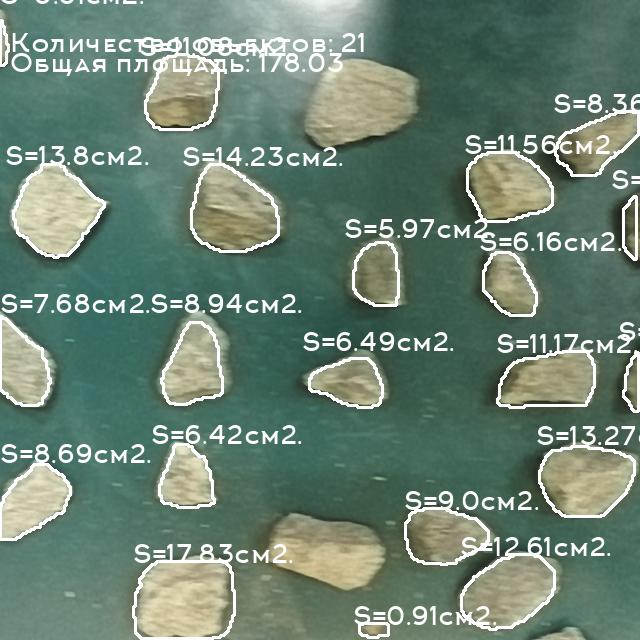 Количество объектов: 21
Общая площадь: 178.03
S=11.08см2.
S=8.36
S=11.56см2.
S=13.8см2.
S=14.23см2.
S=
S=5.97см2
S=6.16см2.
S=7.68см2.
S=8.94см2.
S=6.49см2.
S=11.17см2
S=
S=6.42см2.
S=13.27
S=8.69см2.
S=9.0см2.
S=12.61см2.
S=17.83см2.
S=0.91см2.